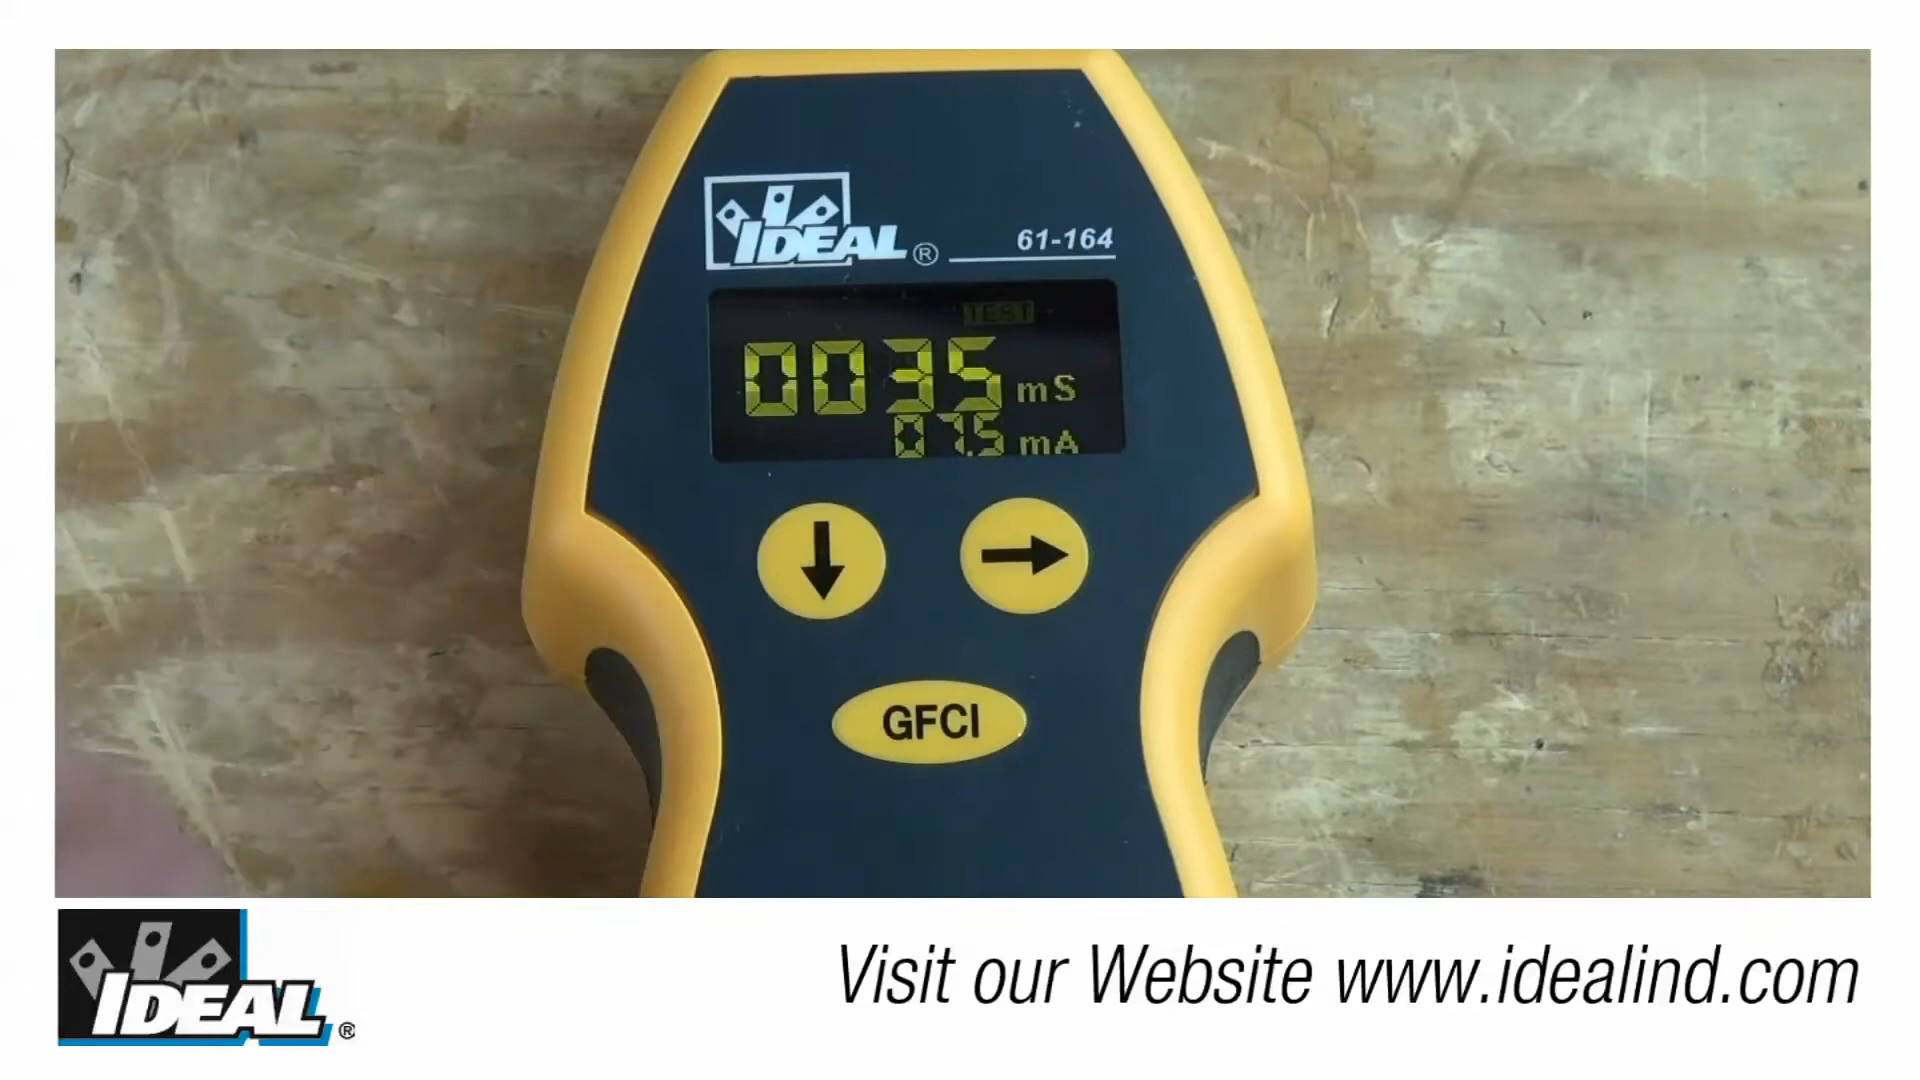 IDEAL®
61-164
TEST
0035 mS
07.5 mA
GFCI
IDEAL®
Visit our Website www.idealind.com